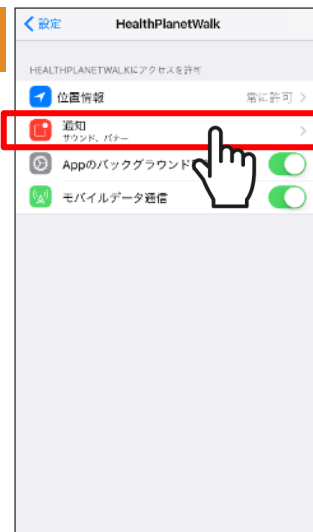 設定
HealthPlanetWalk
HEALTHPLANETWALKにアクセスを許可
位置情報 常に許可
通知
サウンド、バナー
Appのバックグラウンド
モバイルデータ通信